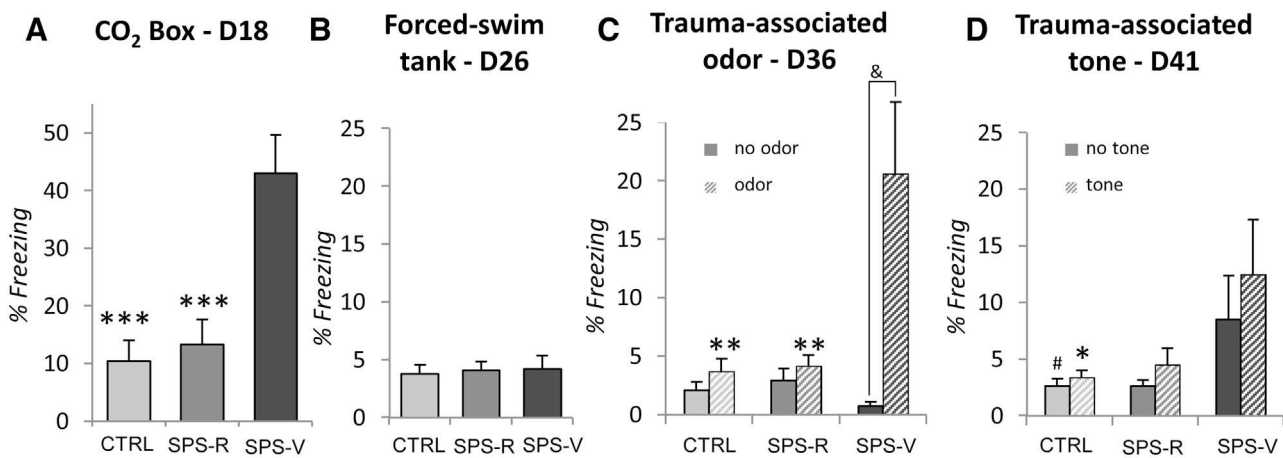 A CO2 Box - D18
% Freezing
50
40
30
20
10
0
***
***
CTRL SPS-R SPS-V
B Forced-swim
tank - D26
% Freezing
25
20
15
10
5
0
CTRL SPS-R SPS-V
C Trauma-associated
odor - D36
% Freezing
25
20
15
10
5
0
no odor
odor
&
**
**
CTRL SPS-R SPS-V
D Trauma-associated
tone - D41
% Freezing
25
20
15
10
5
0
no tone
tone
# *
CTRL SPS-R SPS-V